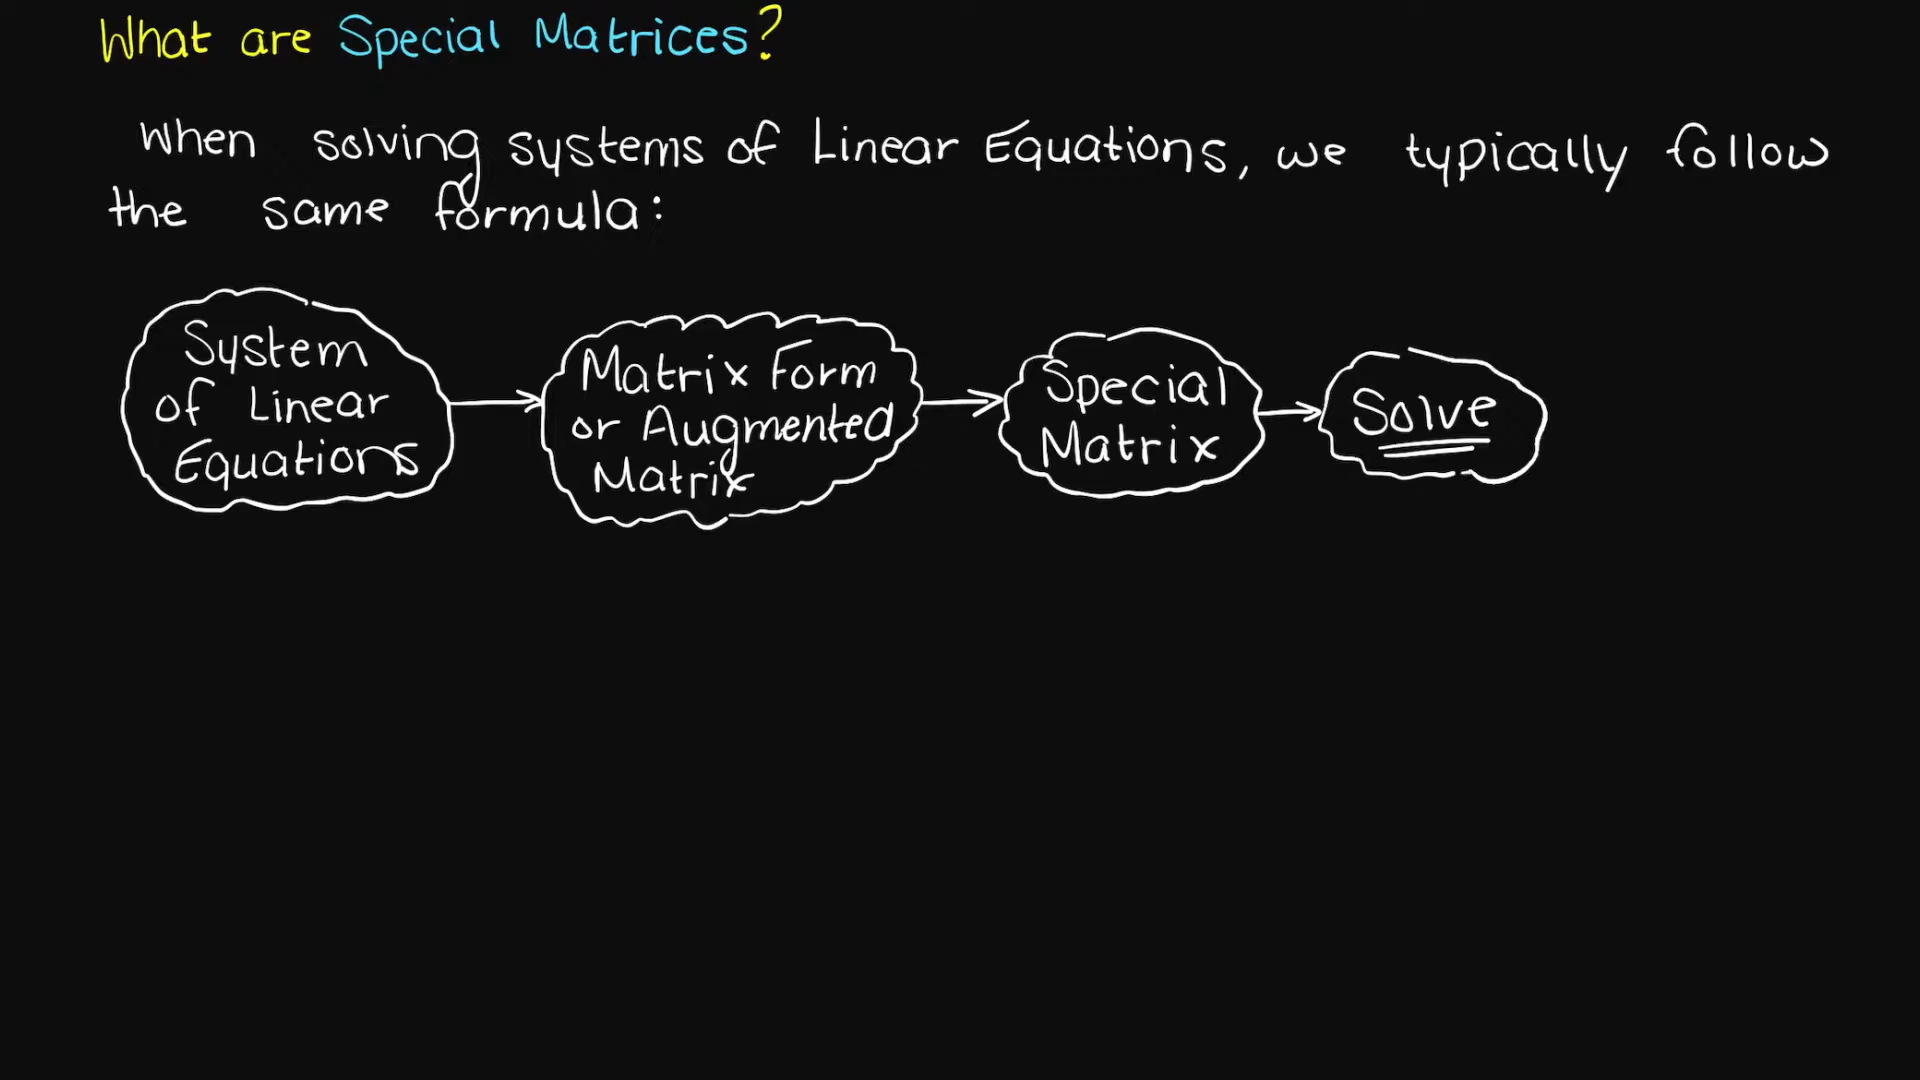 What are Special Matrices?
When solving systems of Linear Equations, we typically follow
the same formula:
System
of Linear
Equations
Matrix Form
or Augmented
Matrix
Special
Matrix
Solve